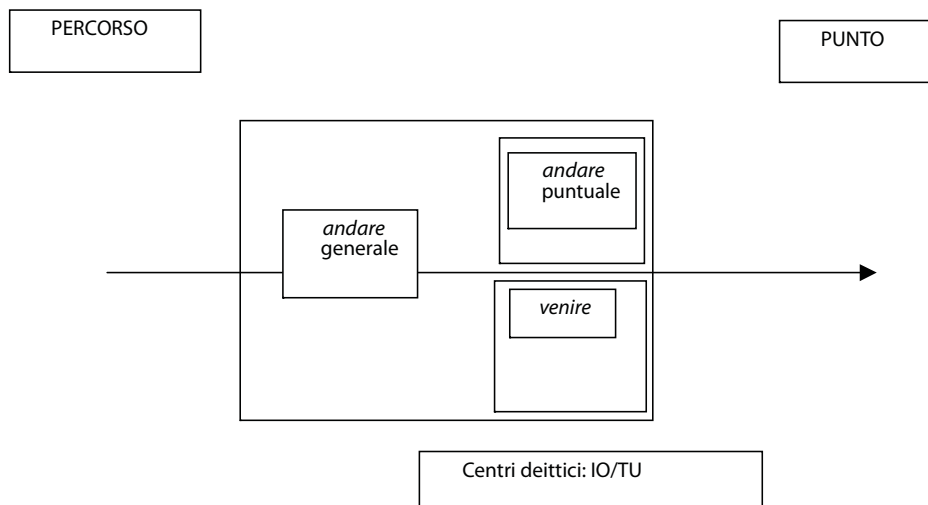 PERCORSO
PUNTO
andare
puntuale
andare
generale
venire
Centri deittici: IO/TU